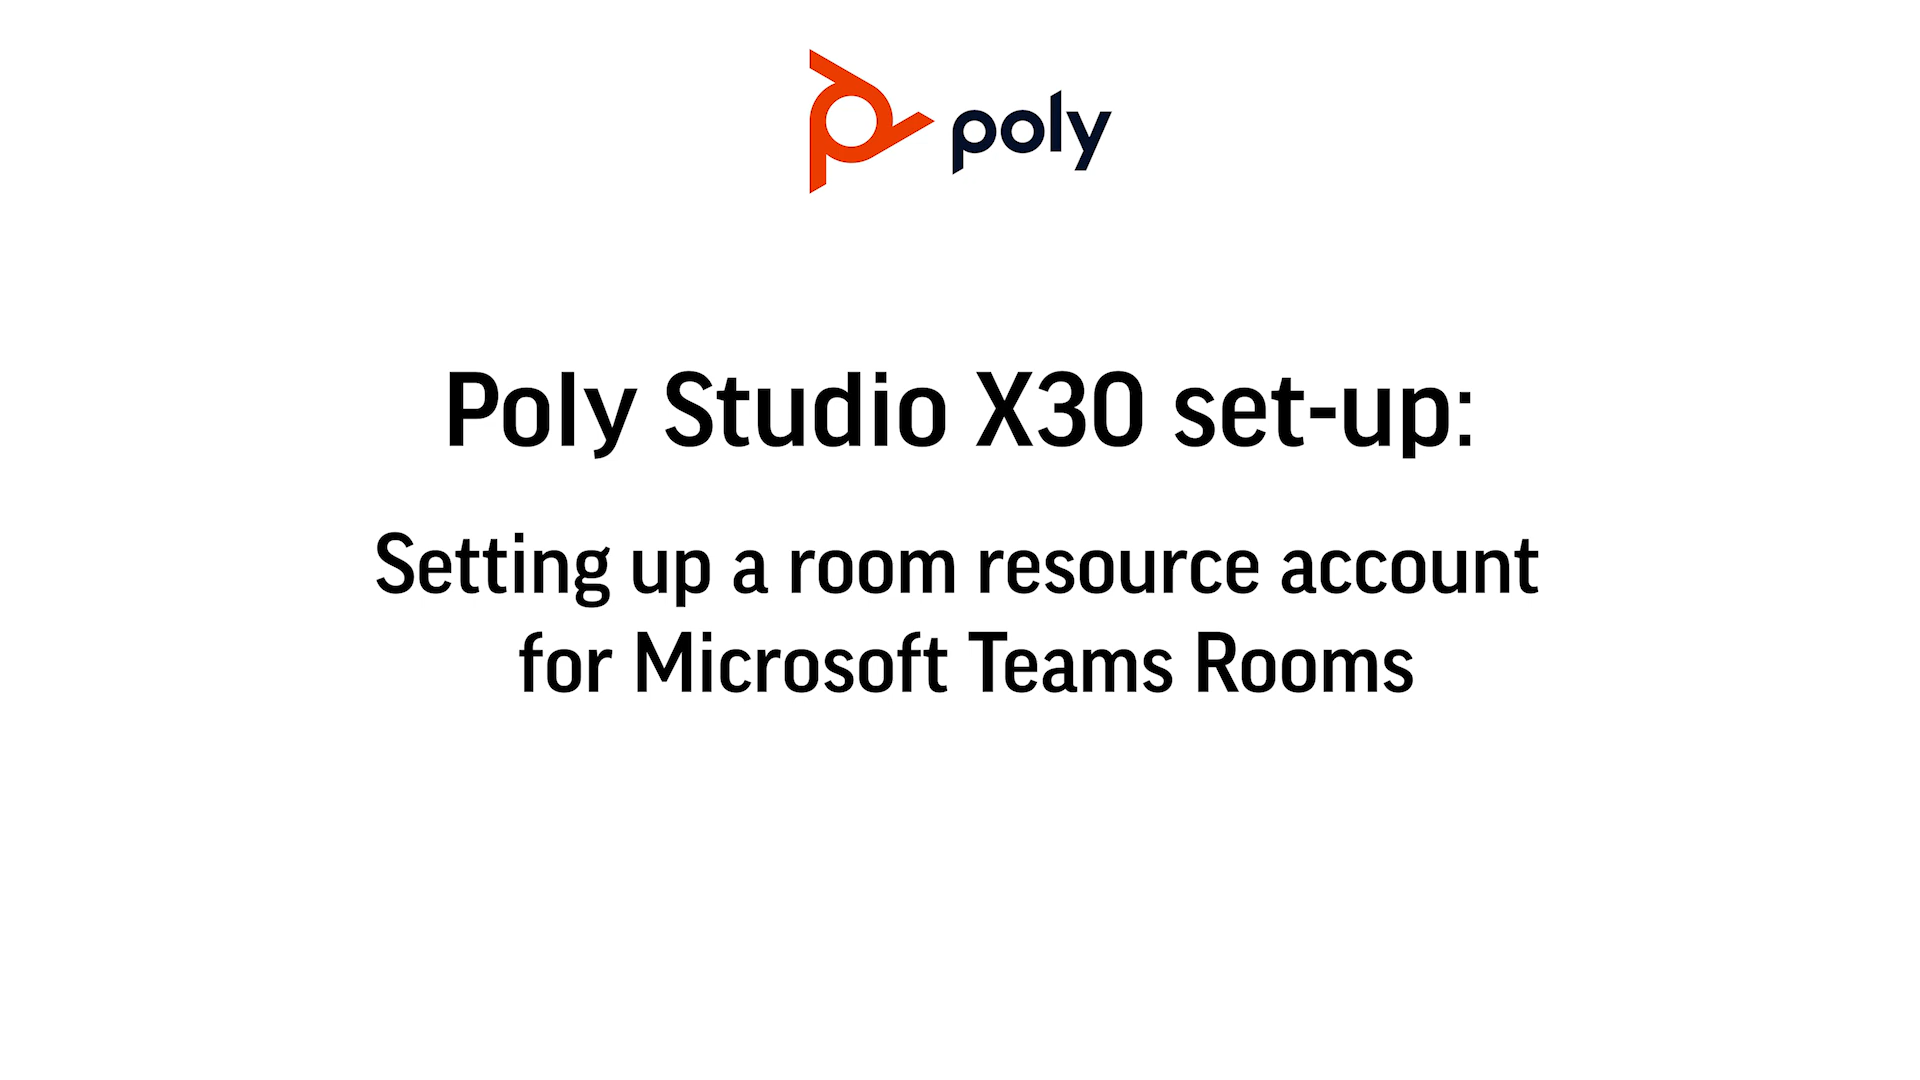 poly
Poly Studio X30 set-up:
Setting up a room resource account
for Microsoft Teams Rooms